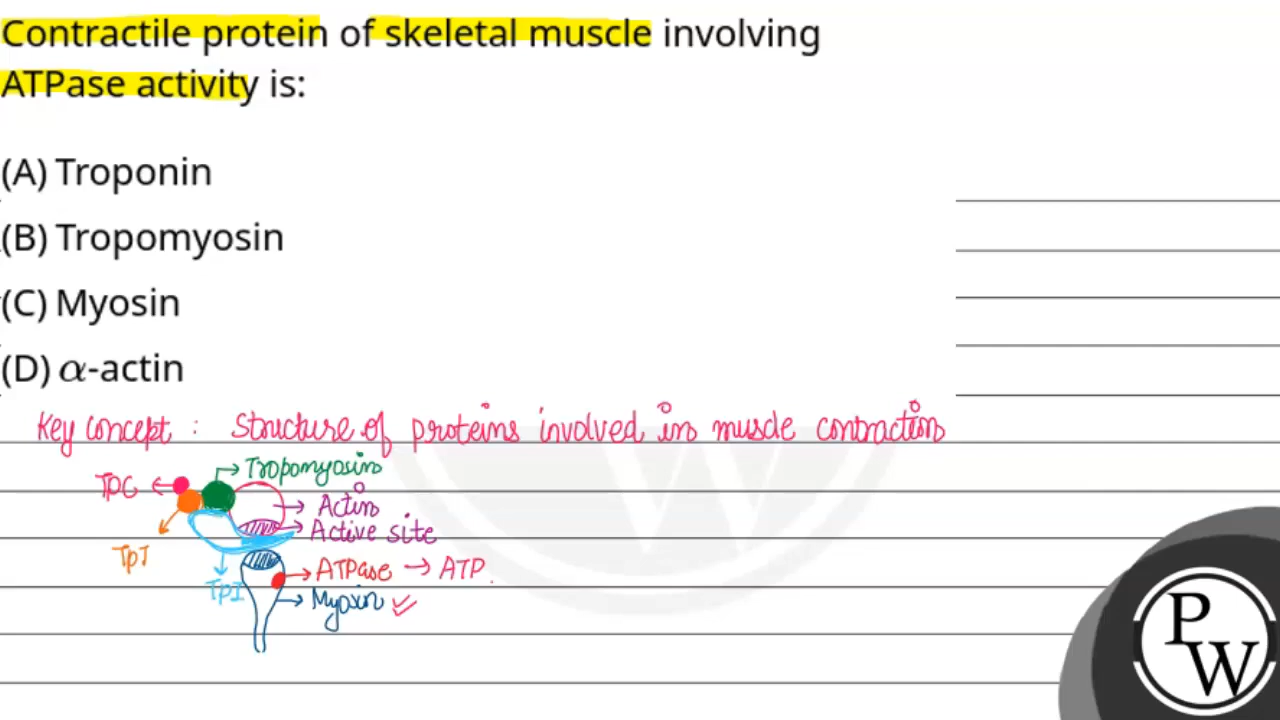 Contractile protein of skeletal muscle involving
ATPase activity is:
(A) Troponin
(B) Tropomyosin
(C) Myosin
(D) α-actin
Key concept : Structure of proteins involved in muscle contraction
Tropomyosin
TpC
Actin
Active site
TpT
ATPase → ATP
TpI
Myosin
P
W